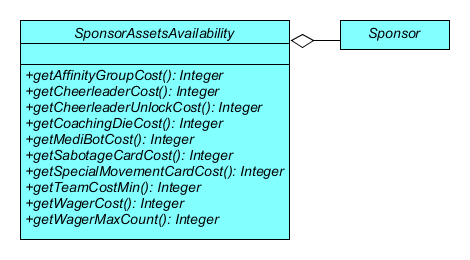 SponsorAssetsAvailability
Sponsor
+getAffinityGroupCost(): Integer
+getCheerleaderCost(): Integer
+getCheerleaderUnlockCost(): Integer
+getCoachingDieCost(): Integer
+getMediBotCost(): Integer
+getSabotageCardCost(): Integer
+getSpecialMovementCardCost(): Integer
+getTeamCostMin(): Integer
+getWagerCost(): Integer
+getWagerMaxCount(): Integer